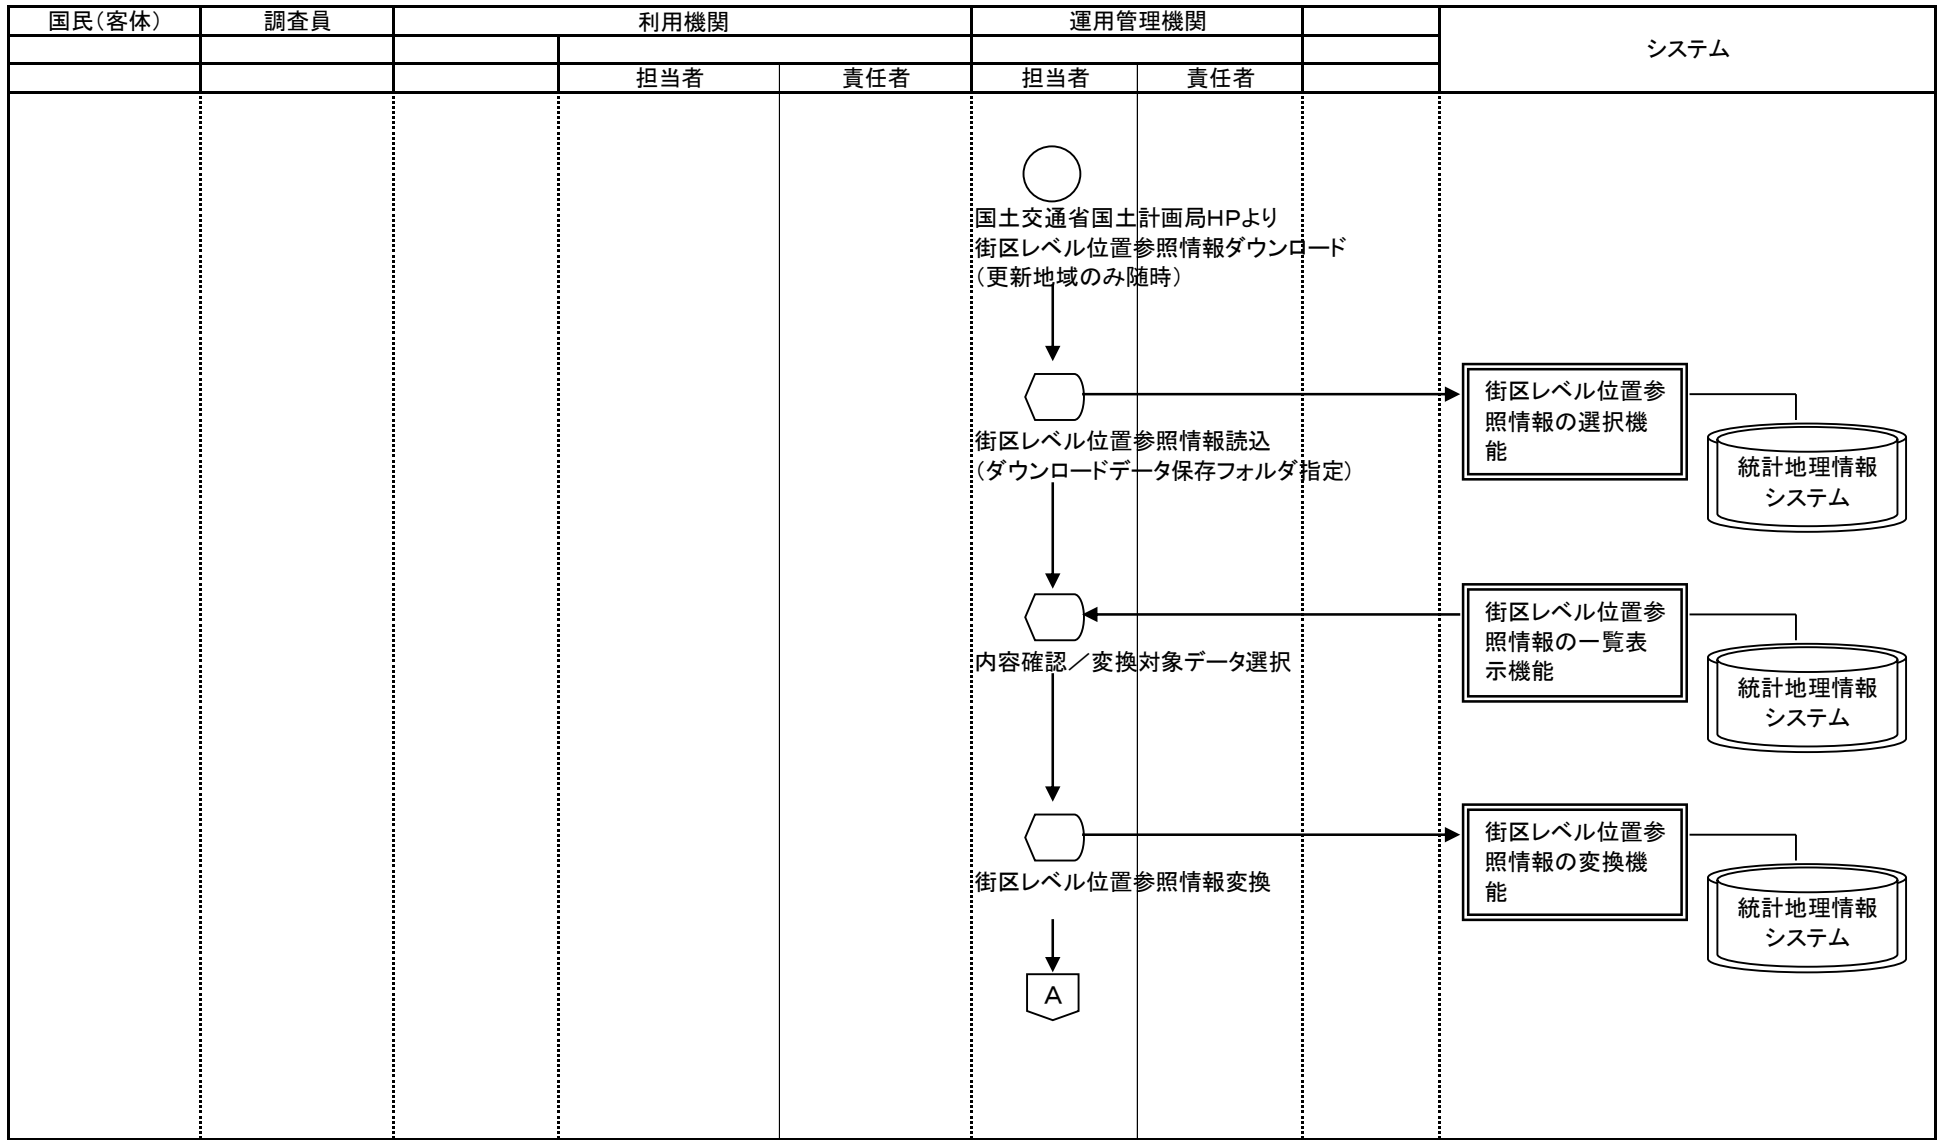 国民（客体）
調査員
利用機関
運用管理機関
システム
担当者
責任者
担当者
責任者
国土交通省国土計画局HPより
街区レベル位置参照情報ダウンロード
（更新地域のみ随時）
街区レベル位置参照情報読込
（ダウンロードデータ保存フォルダ指定）
街区レベル位置参
照情報の選択機
能
統計地理情報
システム
内容確認／変換対象データ選択
街区レベル位置参
照情報の一覧表
示機能
統計地理情報
システム
街区レベル位置参照情報変換
街区レベル位置参
照情報の変換機
能
統計地理情報
システム
A